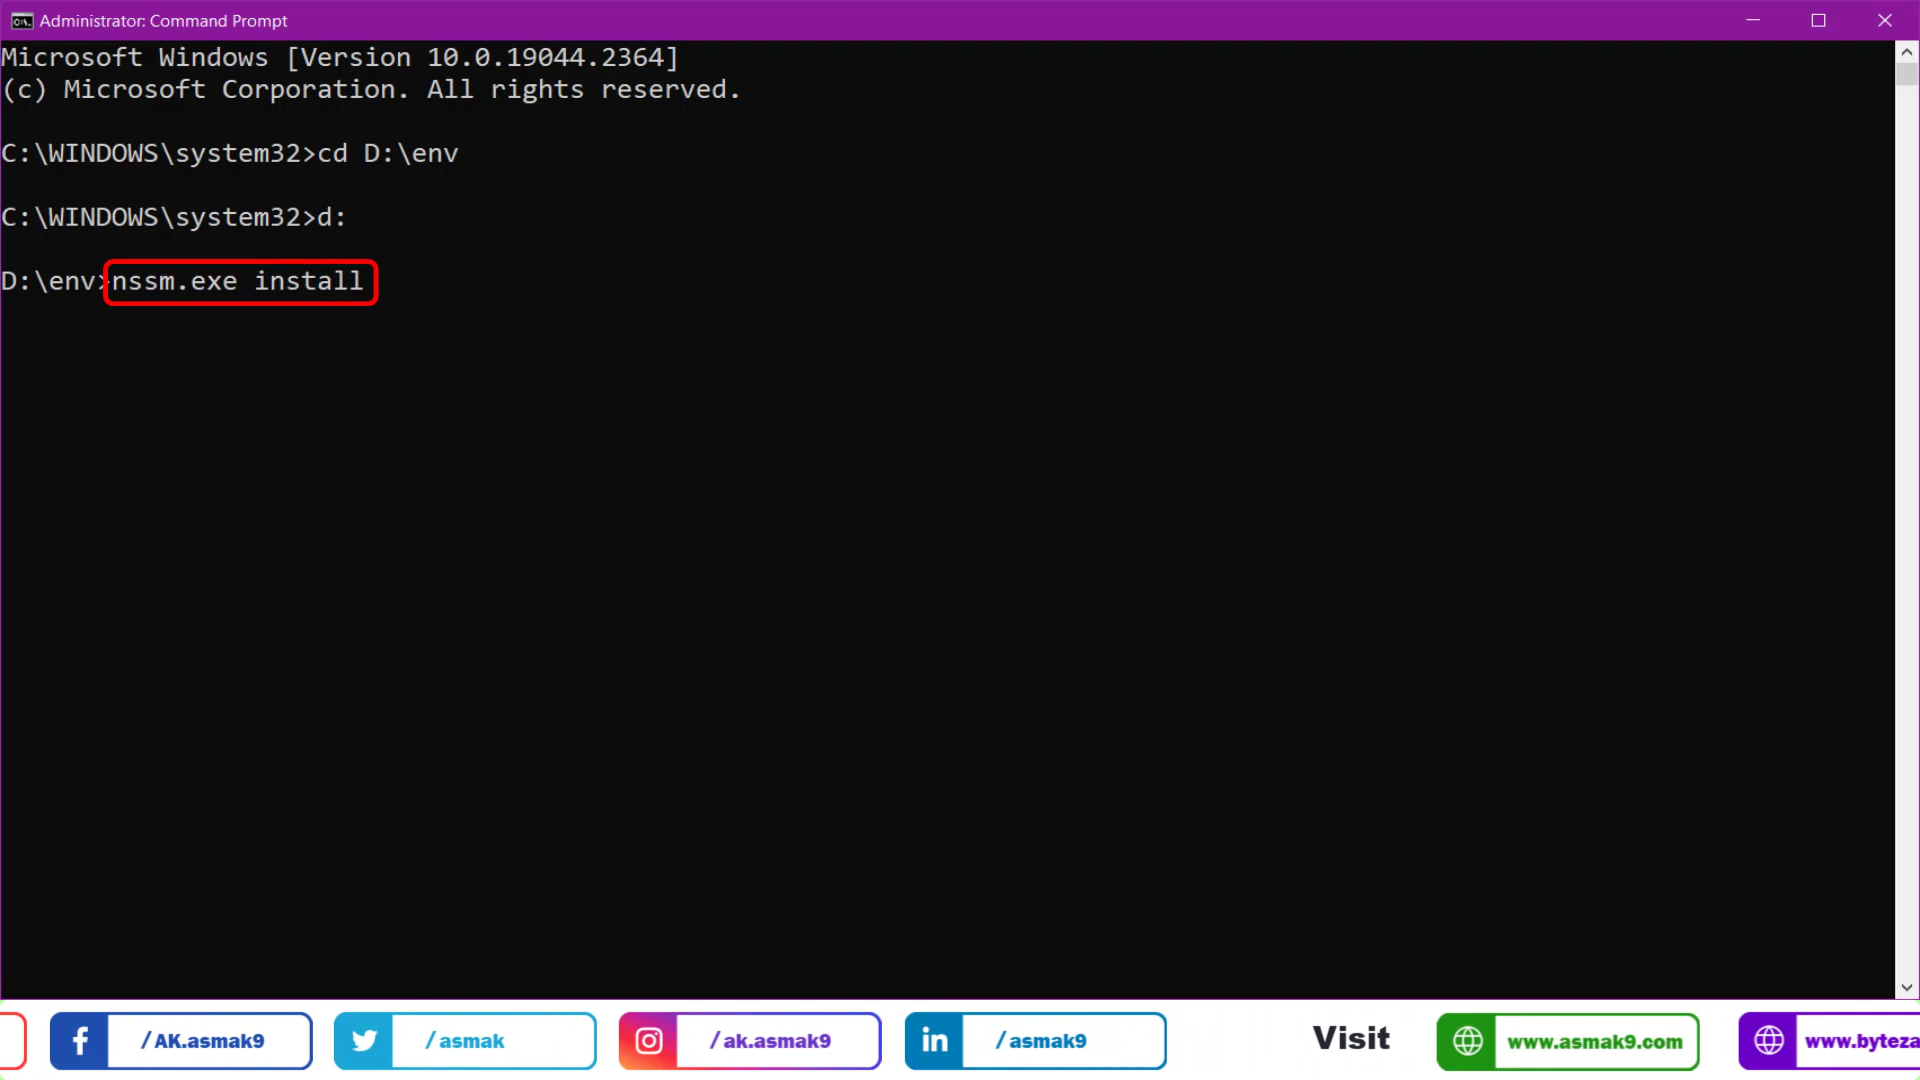 Administrator: Command Prompt
Microsoft Windows [Version 10.0.19044.2364]
(c) Microsoft Corporation. All rights reserved.
C:\WINDOWS\system32>cd D:\env
C:\WINDOWS\system32>d:
D:\env>nssm.exe install
/AK.asmak9
/asmak
/ak.asmak9
/asmak9
Visit
www.asmak9.com
www.byteza